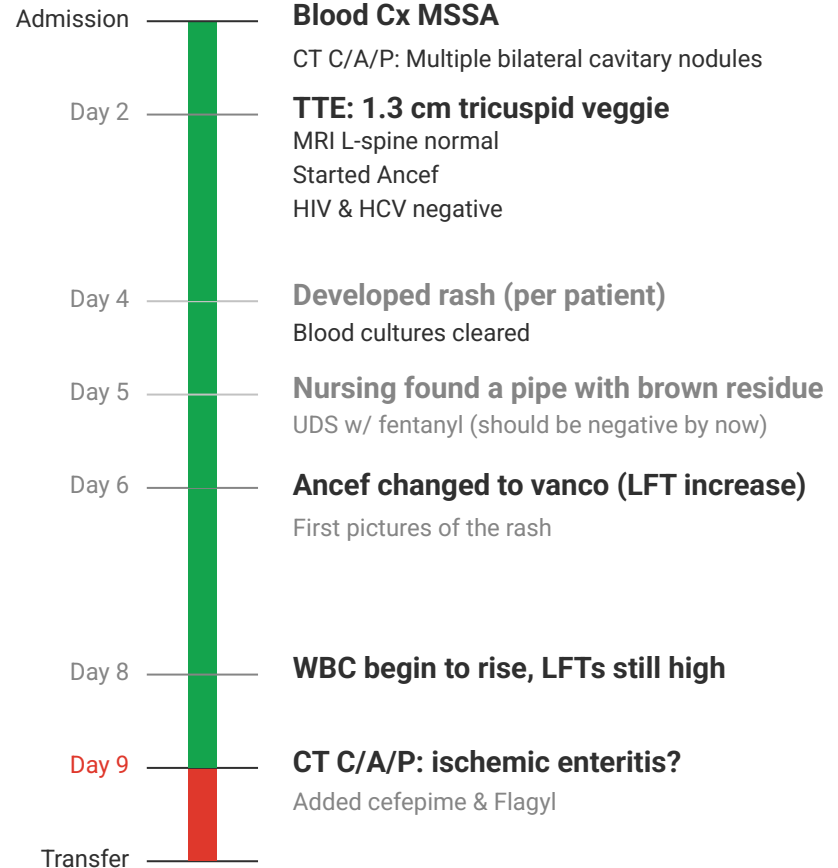 Admission
Blood Cx MSSA
CT C/A/P: Multiple bilateral cavitary nodules
Day 2
TTE: 1.3 cm tricuspid veggie
MRI L-spine normal
Started Ancef
HIV & HCV negative
Day 4
Developed rash (per patient)
Blood cultures cleared
Day 5
Nursing found a pipe with brown residue
UDS w/ fentanyl (should be negative by now)
Day 6
Ancef changed to vanco (LFT increase)
First pictures of the rash
Day 8
WBC begin to rise, LFTs still high
Day 9
CT C/A/P: ischemic enteritis?
Added cefepime & Flagyl
Transfer